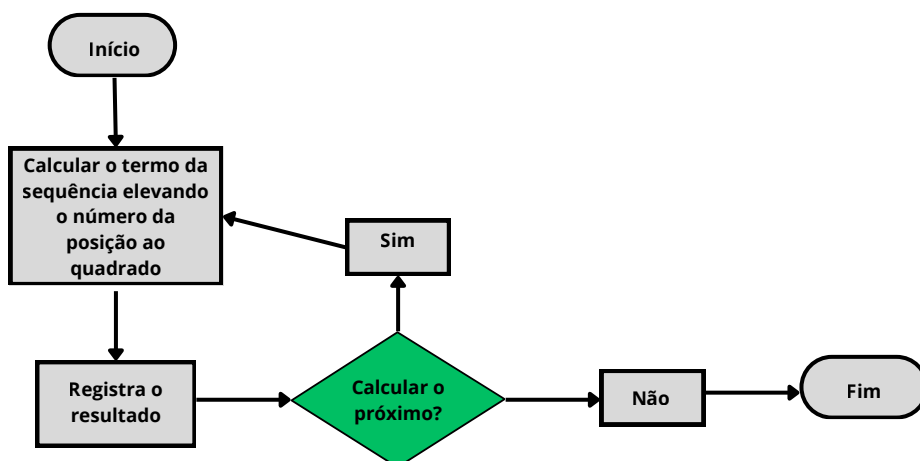 Início
Calcular o termo da
sequência elevando
o número da
posição ao
quadrado
Sim
Registra o
resultado
Calcular o
próximo?
Não
Fim